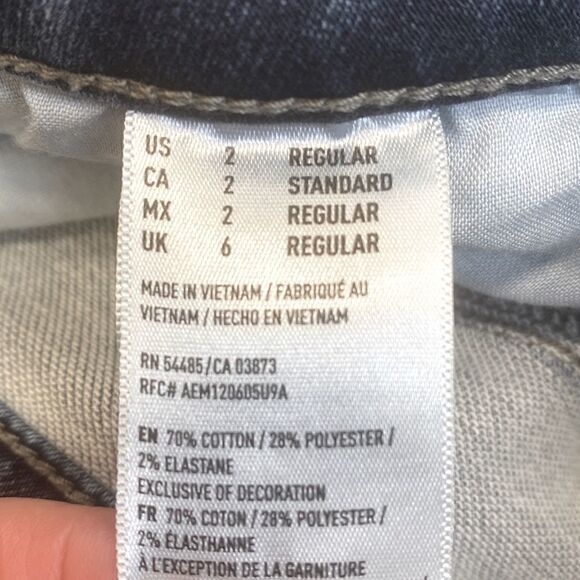 US 2 REGULAR
CA 2 STANDARD
MX 2 REGULAR
UK 6 REGULAR
MADE IN VIETNAM / FABRIQUÉ AU
VIETNAM / HECHO EN VIETNAM
RN 54485/CA 03873
RFC# AEM120605U9A
EN 70% COTTON / 28% POLYESTER /
2% ELASTANE
EXCLUSIVE OF DECORATION
FR 70% COTON / 28% POLYESTER /
2% ÉLASTHANNE
À L'EXCEPTION DE LA GARNITURE